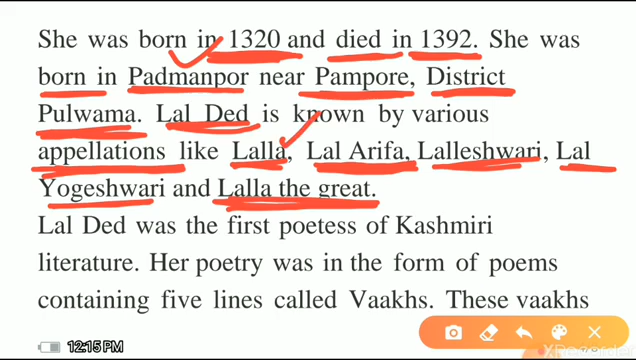 She was born in 1320 and died in 1392. She was
born in Padmanpor near Pampore, District
Pulwama. Lal Ded is known by various
appellations like Lalla, Lal Arifa, Lalleshwari, Lal
Yogeshwari and Lalla the great.
Lal Ded was the first poetess of Kashmiri
literature. Her poetry was in the form of poems
containing five lines called Vaakhs. These vaakhs
12:15 PM
XRecorder